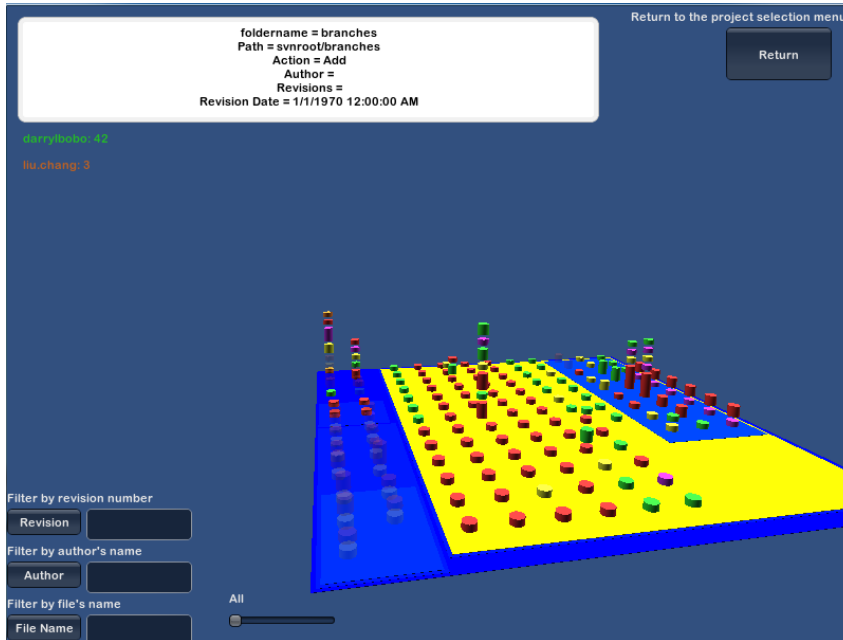 foldername = branches
Path = svnroot/branches
Action = Add
Author =
Revisions =
Revision Date = 1/1/1970 12:00:00 AM
Return to the project selection menu
Return
darrylbobo: 42
liu.chang: 3
Filter by revision number
Revision
Filter by author's name
Author
Filter by file's name
File Name
All